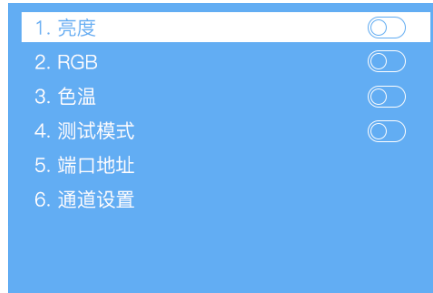 1. 亮度
2. RGB
3. 色温
4. 测试模式
5. 端口地址
6. 通道设置